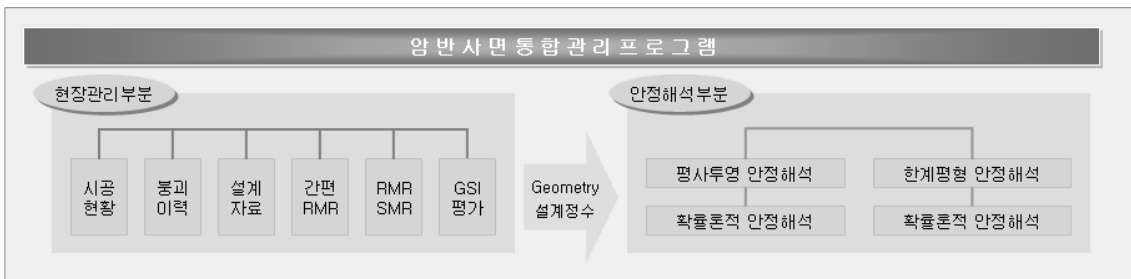 암반사면통합관리프로그램
현장관리부분
시공
현황
붕괴
이력
설계
자료
간편
RMR
RMR
SMR
GSI
평가
Geometry
설계정수
안정해석부분
평사투영 안정해석
확률론적 안정해석
한계평형 안정해석
확률론적 안정해석